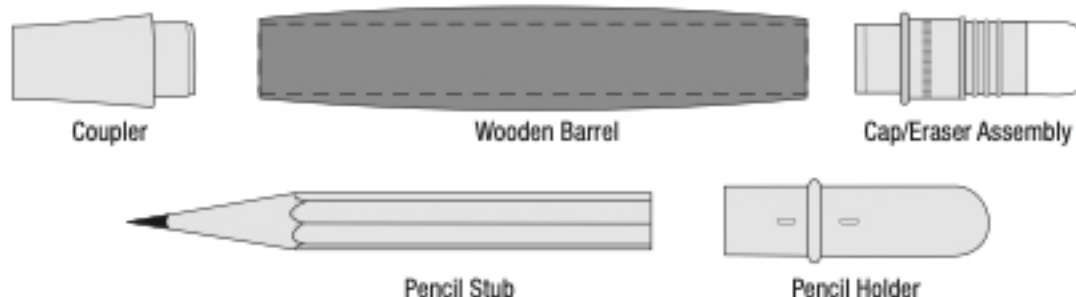 Coupler
Wooden Barrel
Cap/Eraser Assembly
Pencil Stub
Pencil Holder